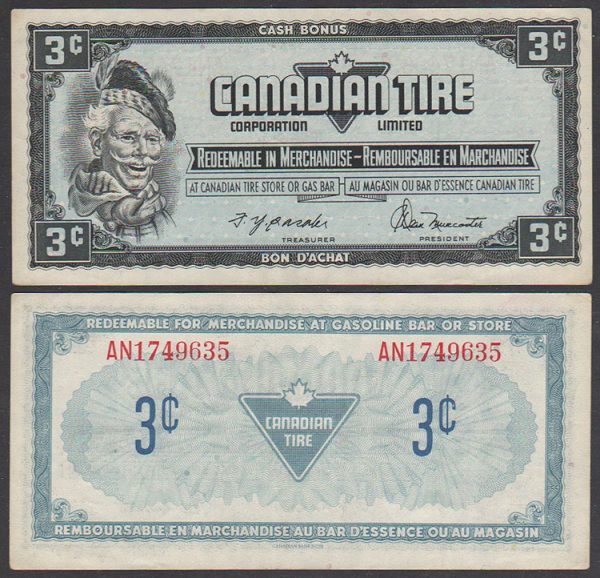 3¢ CASH BONUS 3¢
CANADIAN TIRE
CORPORATION LIMITED
REDEEMABLE IN MERCHANDISE - REMBOURSABLE EN MARCHANDISE
AT CANADIAN TIRE STORE OR GAS BAR AU MAGASIN OU BAR D'ESSENCE CANADIAN TIRE
TREASURER PRESIDENT
3¢ BON D'ACHAT 3¢
REDEEMABLE FOR MERCHANDISE AT GASOLINE BAR OR STORE
AN1749635 AN1749635
3¢ CANADIAN 3¢
TIRE
REMBOURSABLE EN MARCHANDISE AU BAR D'ESSENCE OU AU MAGASIN